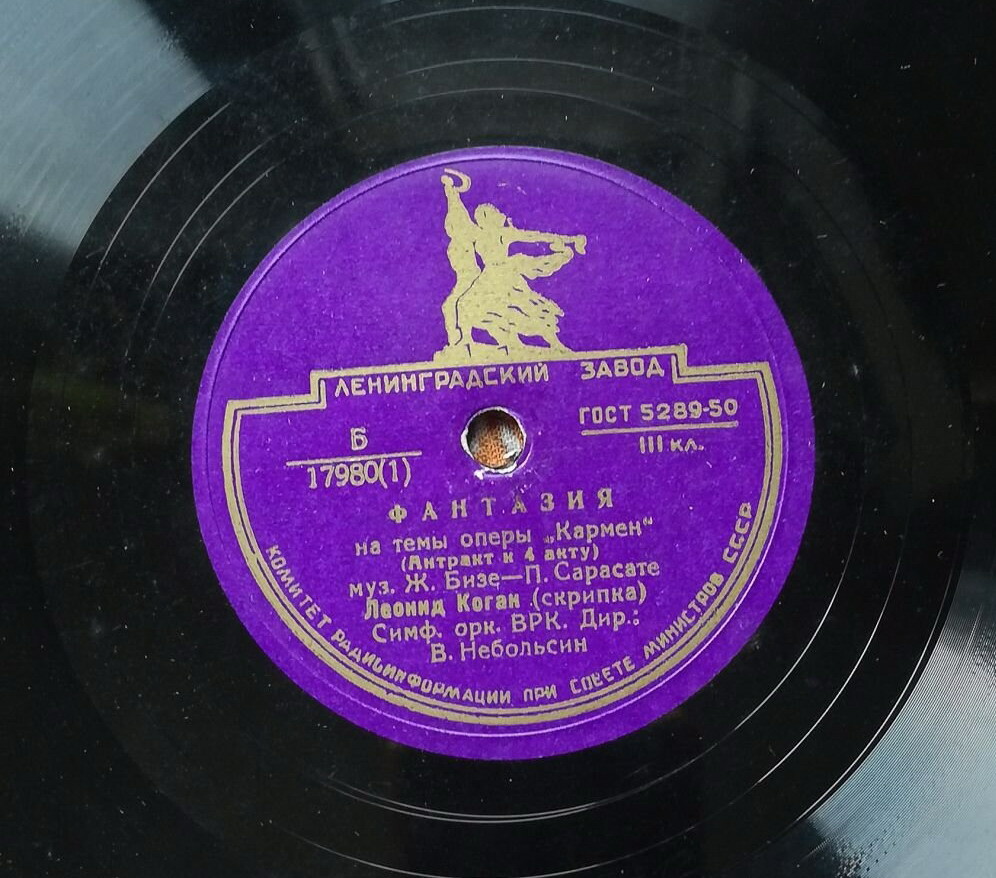 ЛЕНИНГРАДСКИЙ ЗАВОД
ГОСТ 5289-50
III кл.
Б
17980(1)
ФАНТАЗИЯ
на темы оперы „Кармен“
(Антракт к 4 акту)
муз. Ж. Бизе—П. Сарасате
Леонид Коган (скрипка)
Симф. орк. ВРК. Дир.:
В. Небольсин
КОМИТЕТ РАДИОИНФОРМАЦИИ ПРИ СОВЕТЕ МИНИСТРОВ СССР